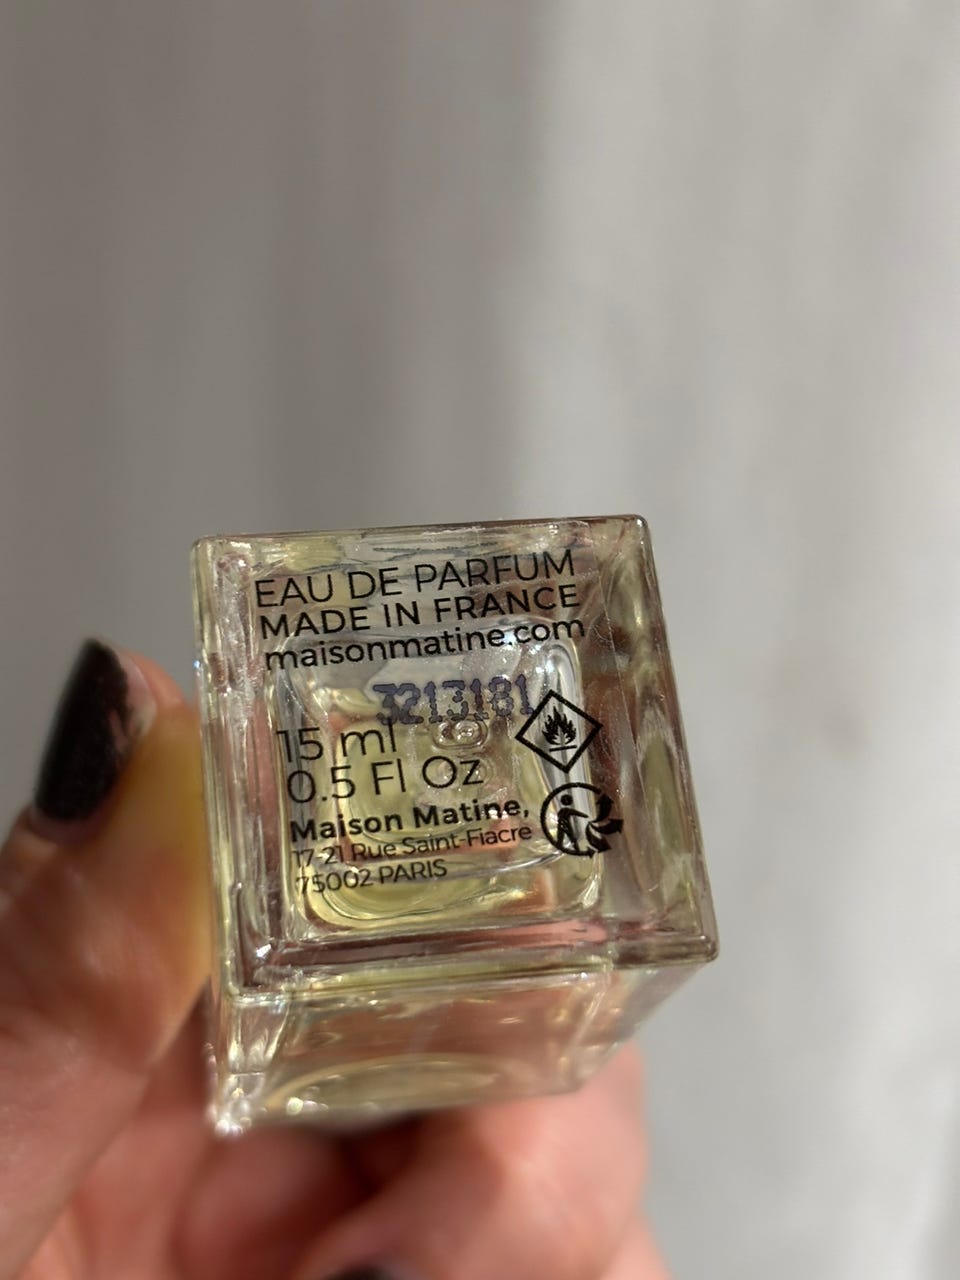 EAU DE PARFUM
MADE IN FRANCE
maisonmatine.com
3213181
15 ml
0.5 Fl Oz
Maison Matine,
17-21 Rue Saint-Fiacre
75002 PARIS